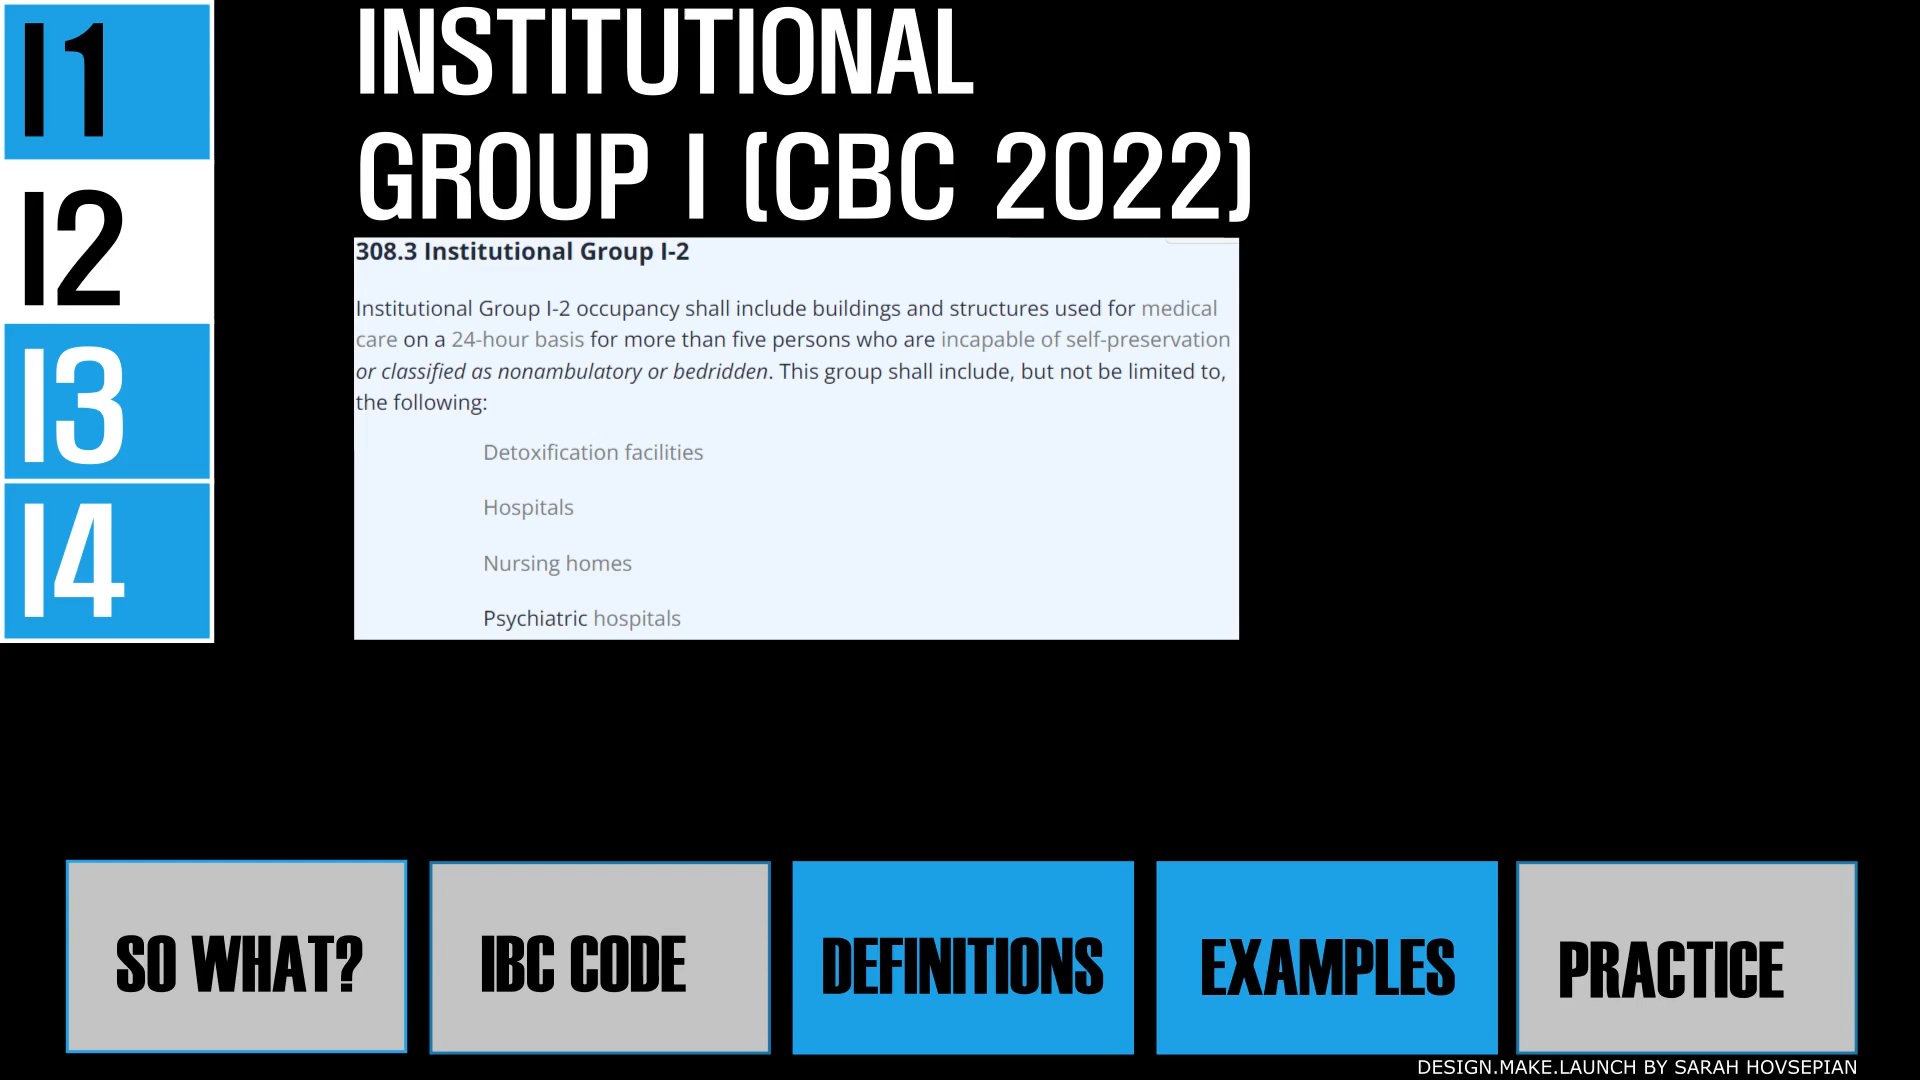 I1
I2
I3
I4
INSTITUTIONAL
GROUP I (CBC 2022)
308.3 Institutional Group I-2
Institutional Group I-2 occupancy shall include buildings and structures used for medical
care on a 24-hour basis for more than five persons who are incapable of self-preservation
or classified as nonambulatory or bedridden. This group shall include, but not be limited to,
the following:
Detoxification facilities
Hospitals
Nursing homes
Psychiatric hospitals
SO WHAT?
IBC CODE
DEFINITIONS
EXAMPLES
PRACTICE
DESIGN.MAKE.LAUNCH BY SARAH HOVSEPIAN